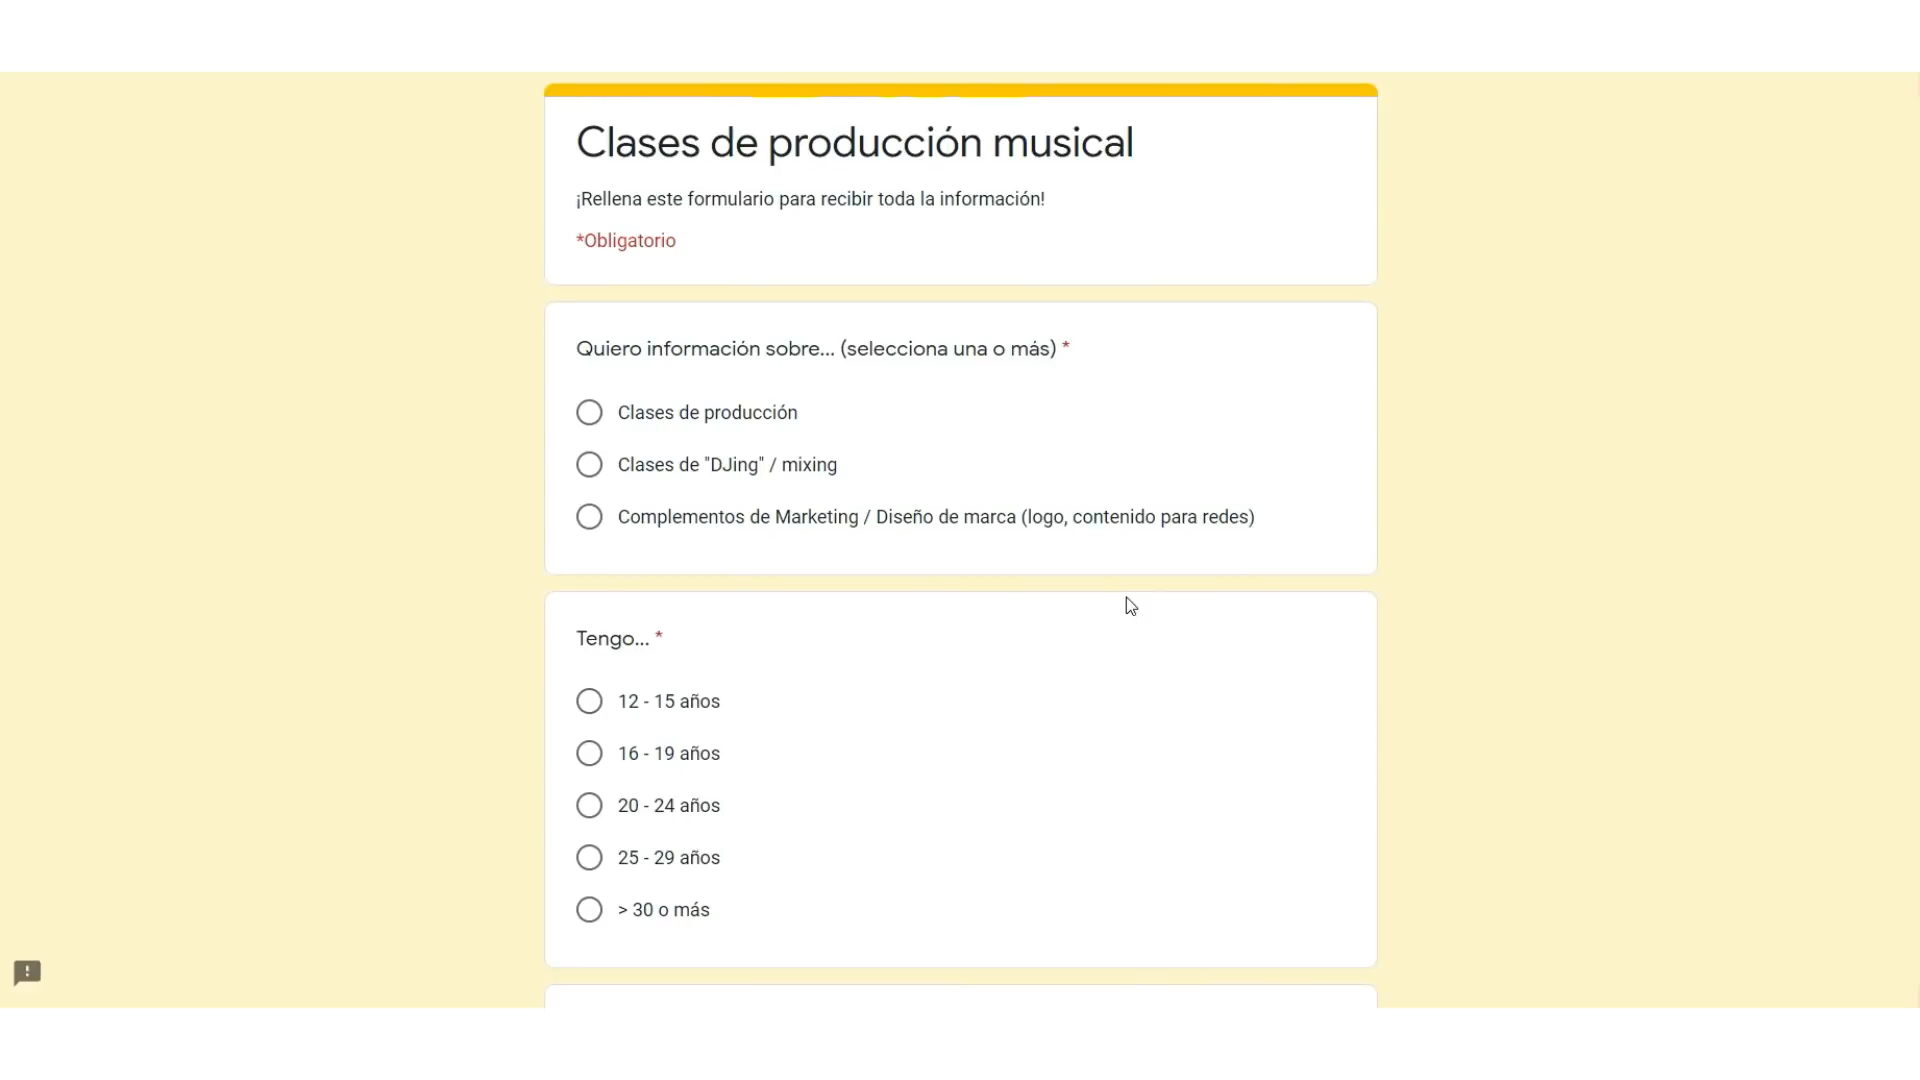 Clases de producción musical
¡Rellena este formulario para recibir toda la información!
*Obligatorio
Quiero información sobre... (selecciona una o más) *
Clases de producción
Clases de "DJing" / mixing
Complementos de Marketing / Diseño de marca (logo, contenido para redes)
Tengo... *
12 - 15 años
16 - 19 años
20 - 24 años
25 - 29 años
> 30 o más